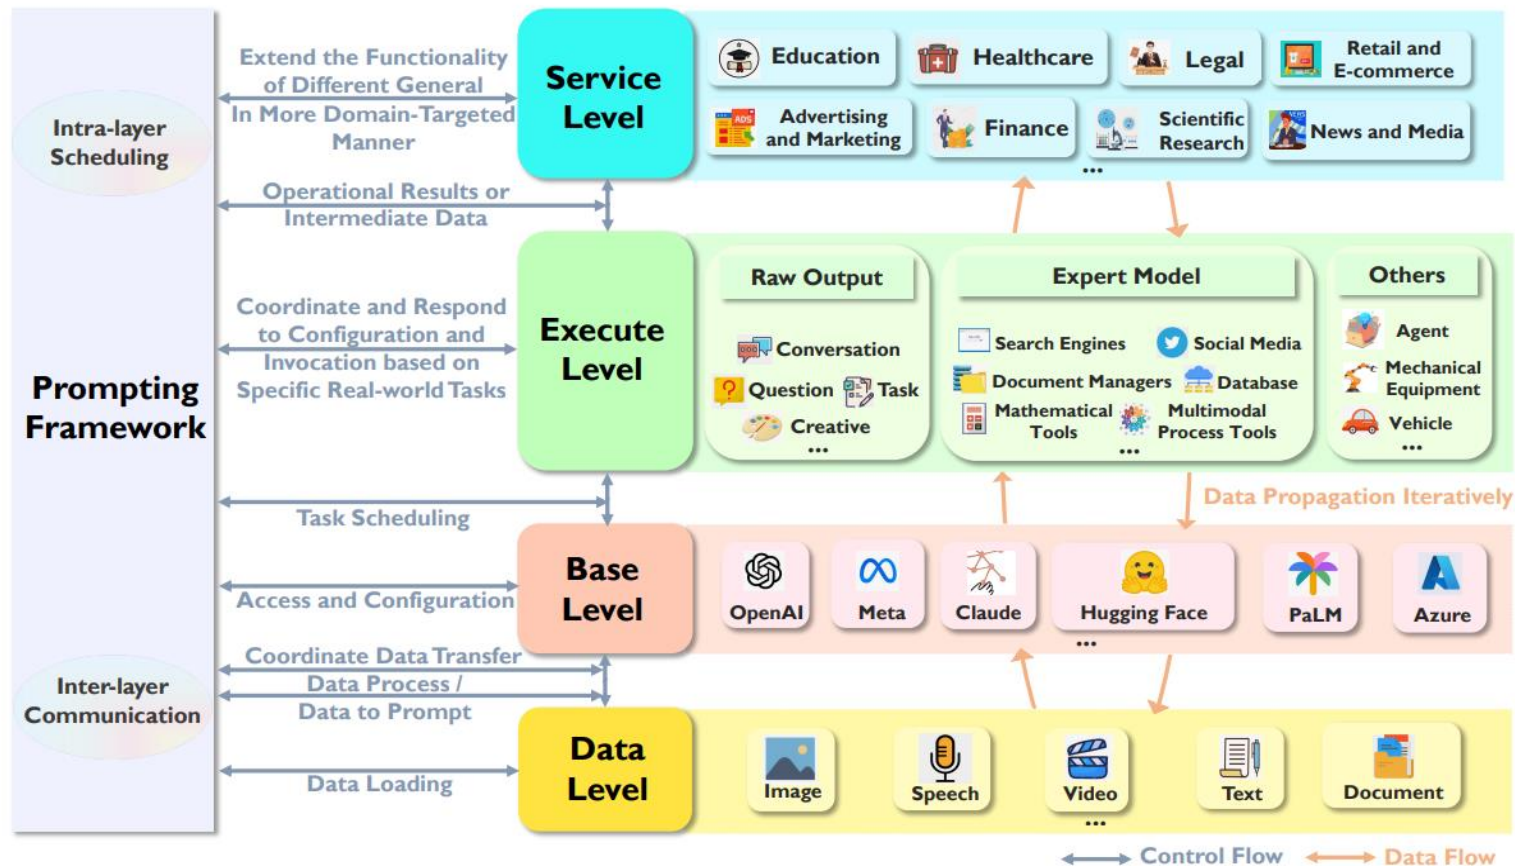 Prompting
Framework
Intra-layer
Scheduling
Inter-layer
Communication
Extend the Functionality
of Different General
In More Domain-Targeted
Manner
Operational Results or
Intermediate Data
Coordinate and Respond
to Configuration and
Invocation based on
Specific Real-world Tasks
Task Scheduling
Access and Configuration
Coordinate Data Transfer
Data Process /
Data to Prompt
Data Loading
Service
Level
Education
Healthcare
Legal
Retail and
E-commerce
ADS
Advertising
and Marketing
Finance
Scientific
Research
NEWS
News and Media
...
Execute
Level
Raw Output
Conversation
Question
Task
Creative
...
Expert Model
Search Engines
Social Media
Document Managers
Database
Mathematical
Tools
Multimodal
Process Tools
...
Others
Agent
Mechanical
Equipment
Vehicle
...
Data Propagation Iteratively
Base
Level
OpenAI
Meta
Claude
Hugging Face
PaLM
Azure
...
Data
Level
Image
Speech
Video
Text
Document
...
Control Flow
Data Flow